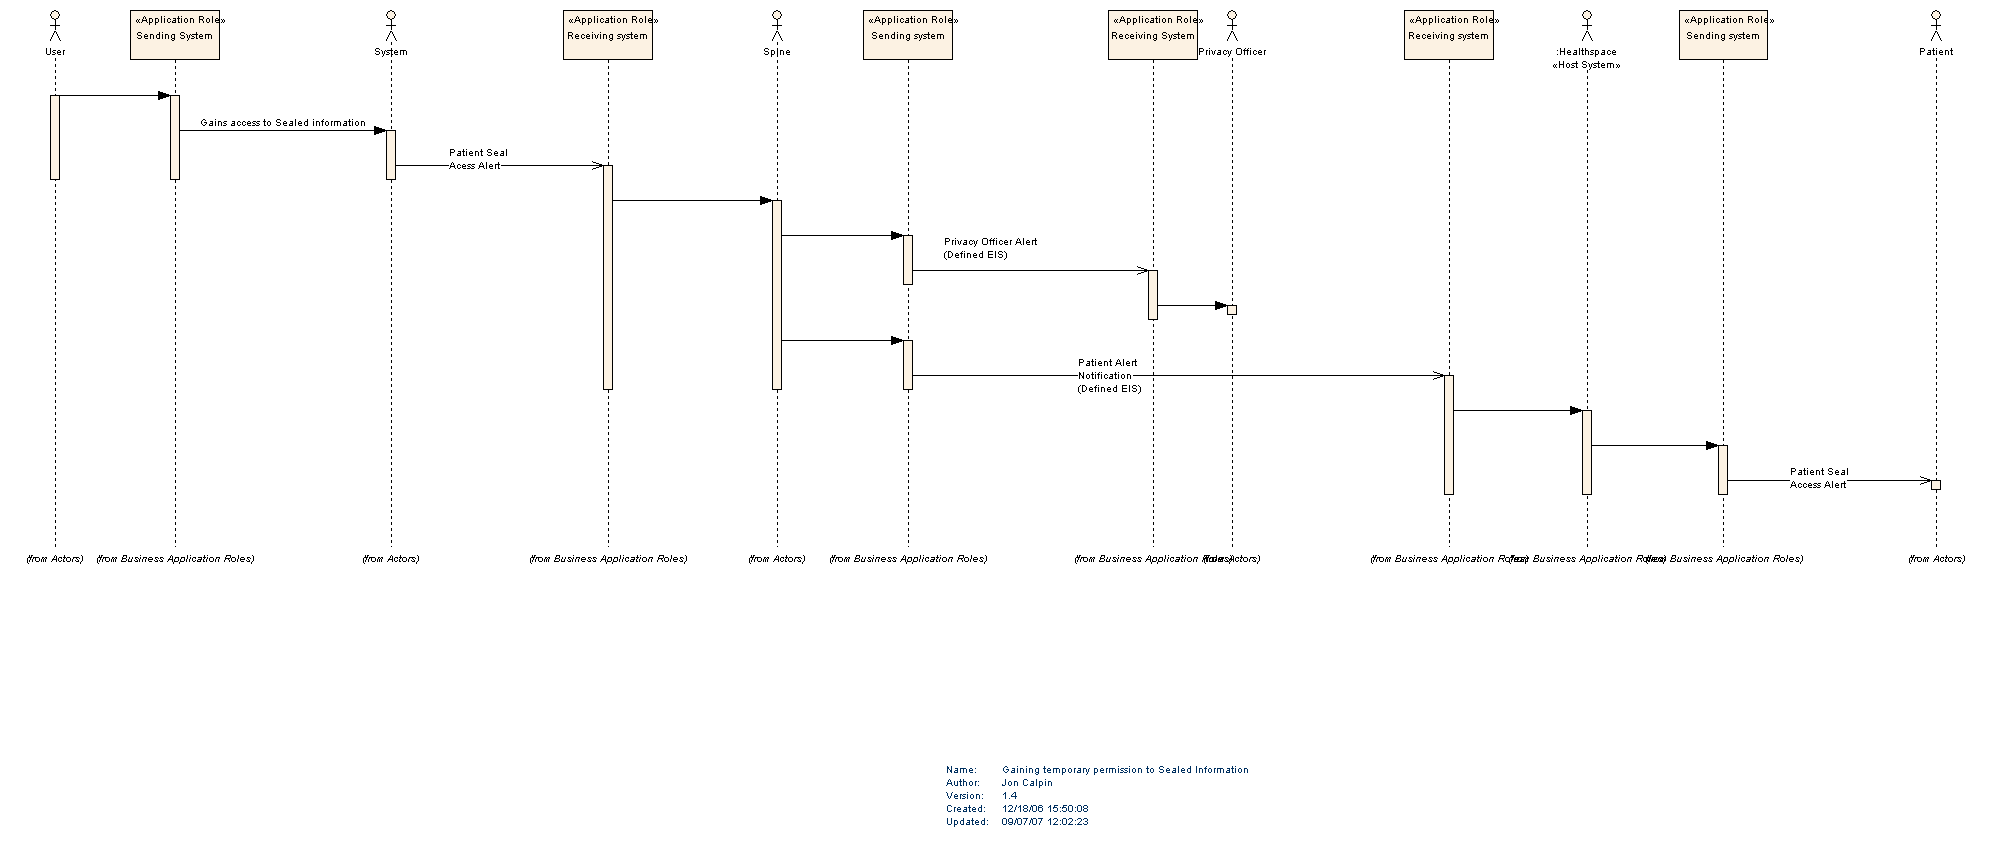 «Application Role»
Sending System
«Application Role»
Receiving system
«Application Role»
Sending system
«Application Role»
Receiving System
«Application Role»
Receiving system
«Application Role»
Sending system
User
System
Spine
Privacy Officer
:Healthspace
«Host System»
Patient
Gains access to Sealed information
Patient Seal
Acess Alert
Privacy Officer Alert
(Defined EIS)
Patient Alert
Notification
(Defined EIS)
Patient Seal
Access Alert
(from Actors)
(from Business Application Roles)
(from Actors)
(from Business Application Roles)
(from Actors)
(from Business Application Roles)
(from Business Application Roles)
(from Actors)
(from Business Application Roles)
(from Business Application Roles)
(from Business Application Roles)
(from Actors)
Name: Gaining temporary permission to Sealed Information
Author: Jon Calpin
Version: 1.4
Created: 12/18/06 15:50:08
Updated: 09/07/07 12:02:23